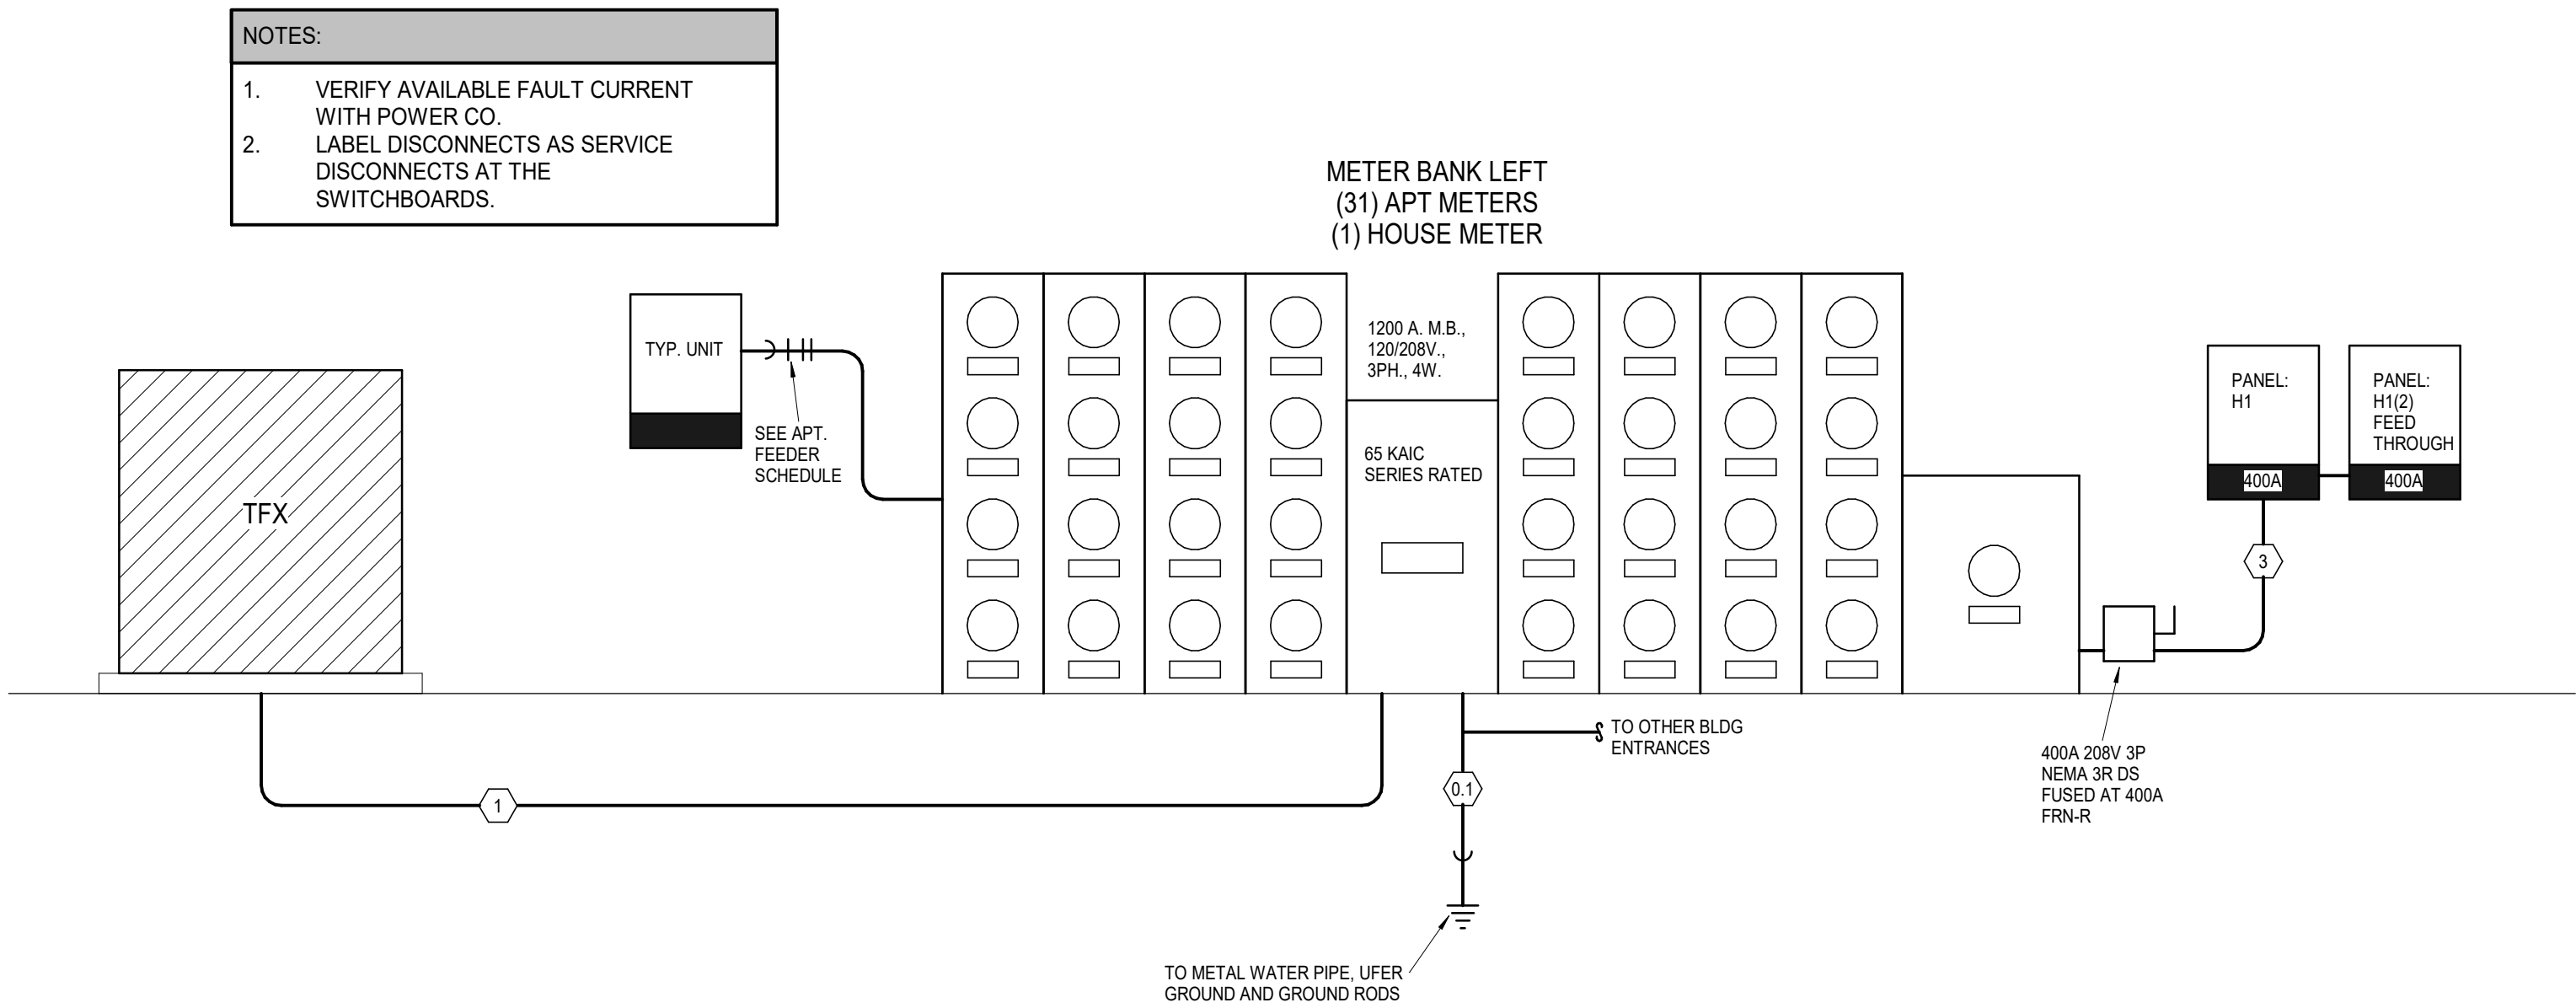 NOTES:
1. VERIFY AVAILABLE FAULT CURRENT
WITH POWER CO.
2. LABEL DISCONNECTS AS SERVICE
DISCONNECTS AT THE
SWITCHBOARDS.
METER BANK LEFT
(31) APT METERS
(1) HOUSE METER
TFX
TYP. UNIT
SEE APT.
FEEDER
SCHEDULE
1200 A. M.B.,
120/208V.,
3PH., 4W.
65 KAIC
SERIES RATED
PANEL:
H1
400A
PANEL:
H1(2)
FEED
THROUGH
400A
3
400A 208V 3P
NEMA 3R DS
FUSED AT 400A
FRN-R
TO OTHER BLDG
ENTRANCES
1
0.1
TO METAL WATER PIPE, UFER
GROUND AND GROUND RODS